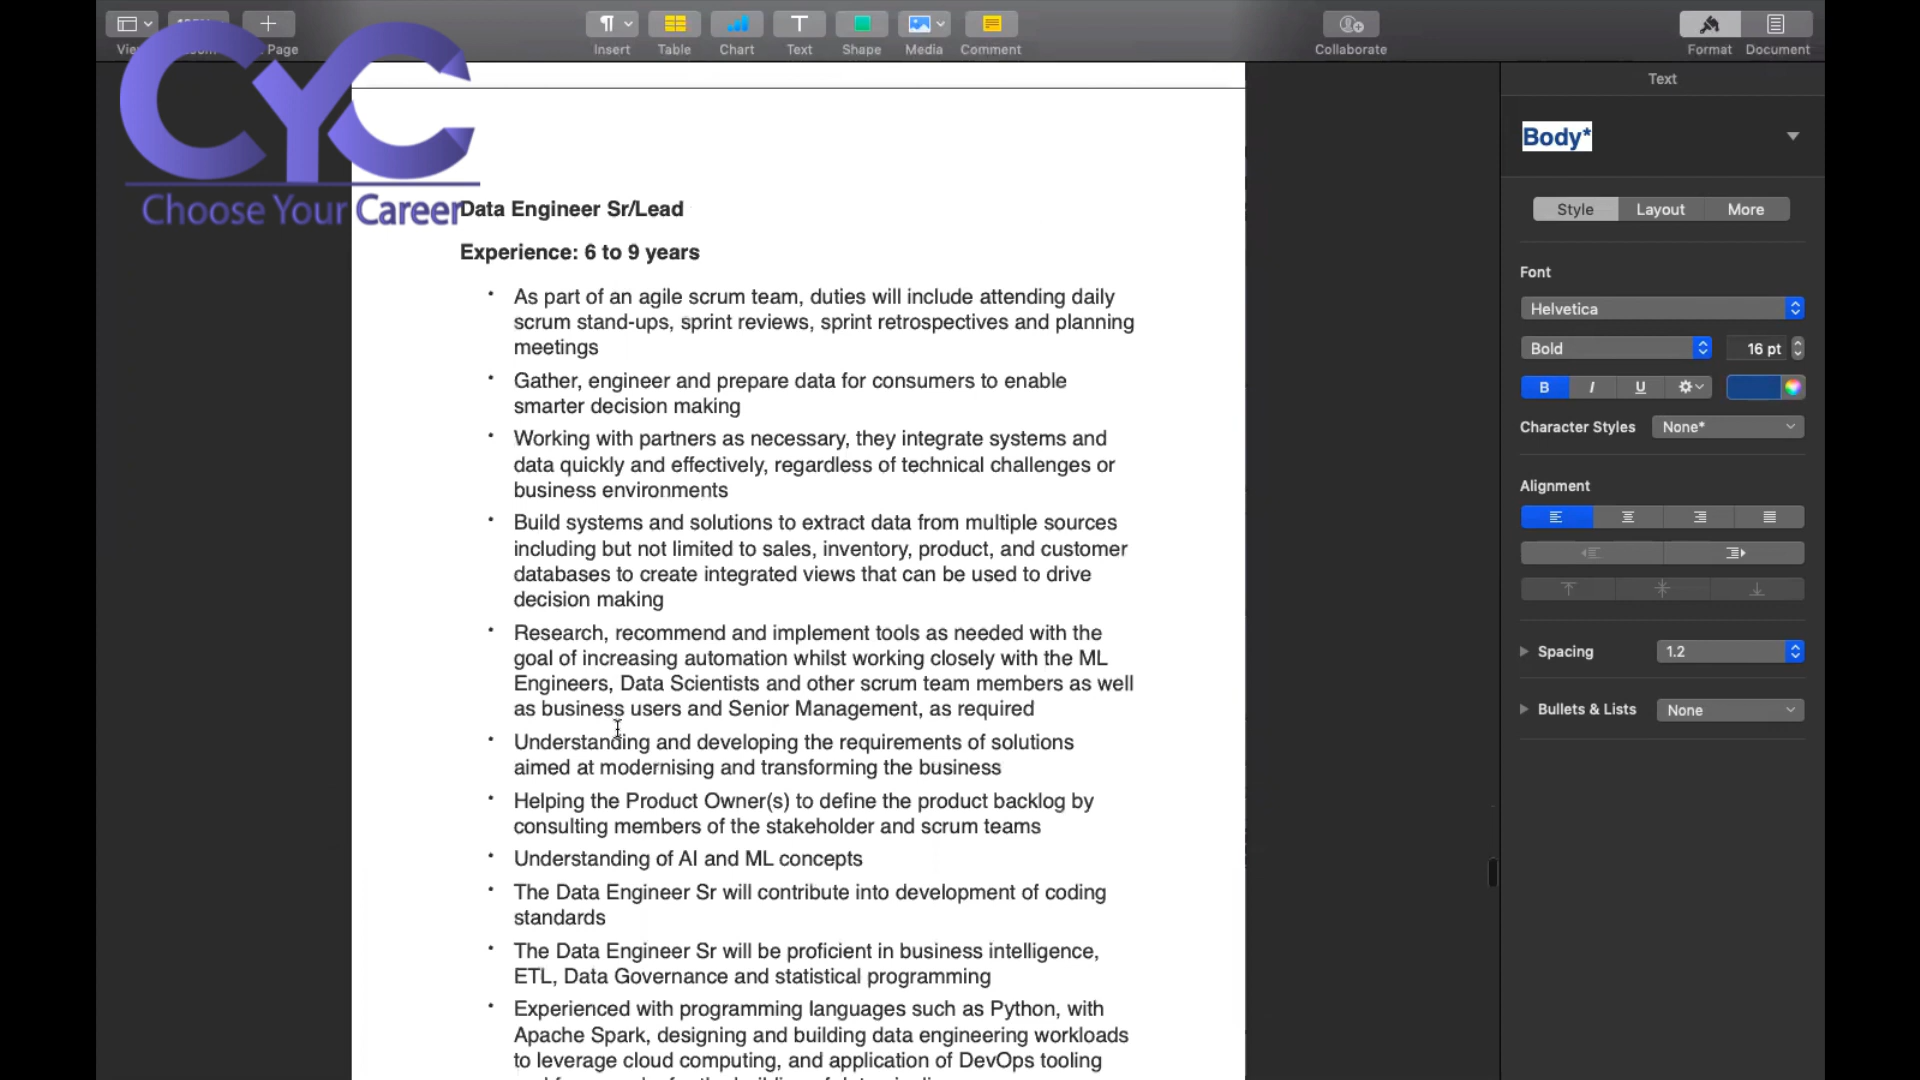 Insert
Table
Chart
Text
Shape
Media
Comment
Collaborate
Format
Document
Page
CYC
Choose Your Career
Data Engineer Sr/Lead
Experience: 6 to 9 years
• As part of an agile scrum team, duties will include attending daily
scrum stand-ups, sprint reviews, sprint retrospectives and planning
meetings
• Gather, engineer and prepare data for consumers to enable
smarter decision making
• Working with partners as necessary, they integrate systems and
data quickly and effectively, regardless of technical challenges or
business environments
• Build systems and solutions to extract data from multiple sources
including but not limited to sales, inventory, product, and customer
databases to create integrated views that can be used to drive
decision making
• Research, recommend and implement tools as needed with the
goal of increasing automation whilst working closely with the ML
Engineers, Data Scientists and other scrum team members as well
as business users and Senior Management, as required
• Understanding and developing the requirements of solutions
aimed at modernising and transforming the business
• Helping the Product Owner(s) to define the product backlog by
consulting members of the stakeholder and scrum teams
• Understanding of AI and ML concepts
• The Data Engineer Sr will contribute into development of coding
standards
• The Data Engineer Sr will be proficient in business intelligence,
ETL, Data Governance and statistical programming
• Experienced with programming languages such as Python, with
Apache Spark, designing and building data engineering workloads
to leverage cloud computing, and application of DevOps tooling
Text
Body*
Style
Layout
More
Font
Helvetica
Bold
16 pt
B I U
Character Styles
None*
Alignment
Spacing
1.2
Bullets & Lists
None